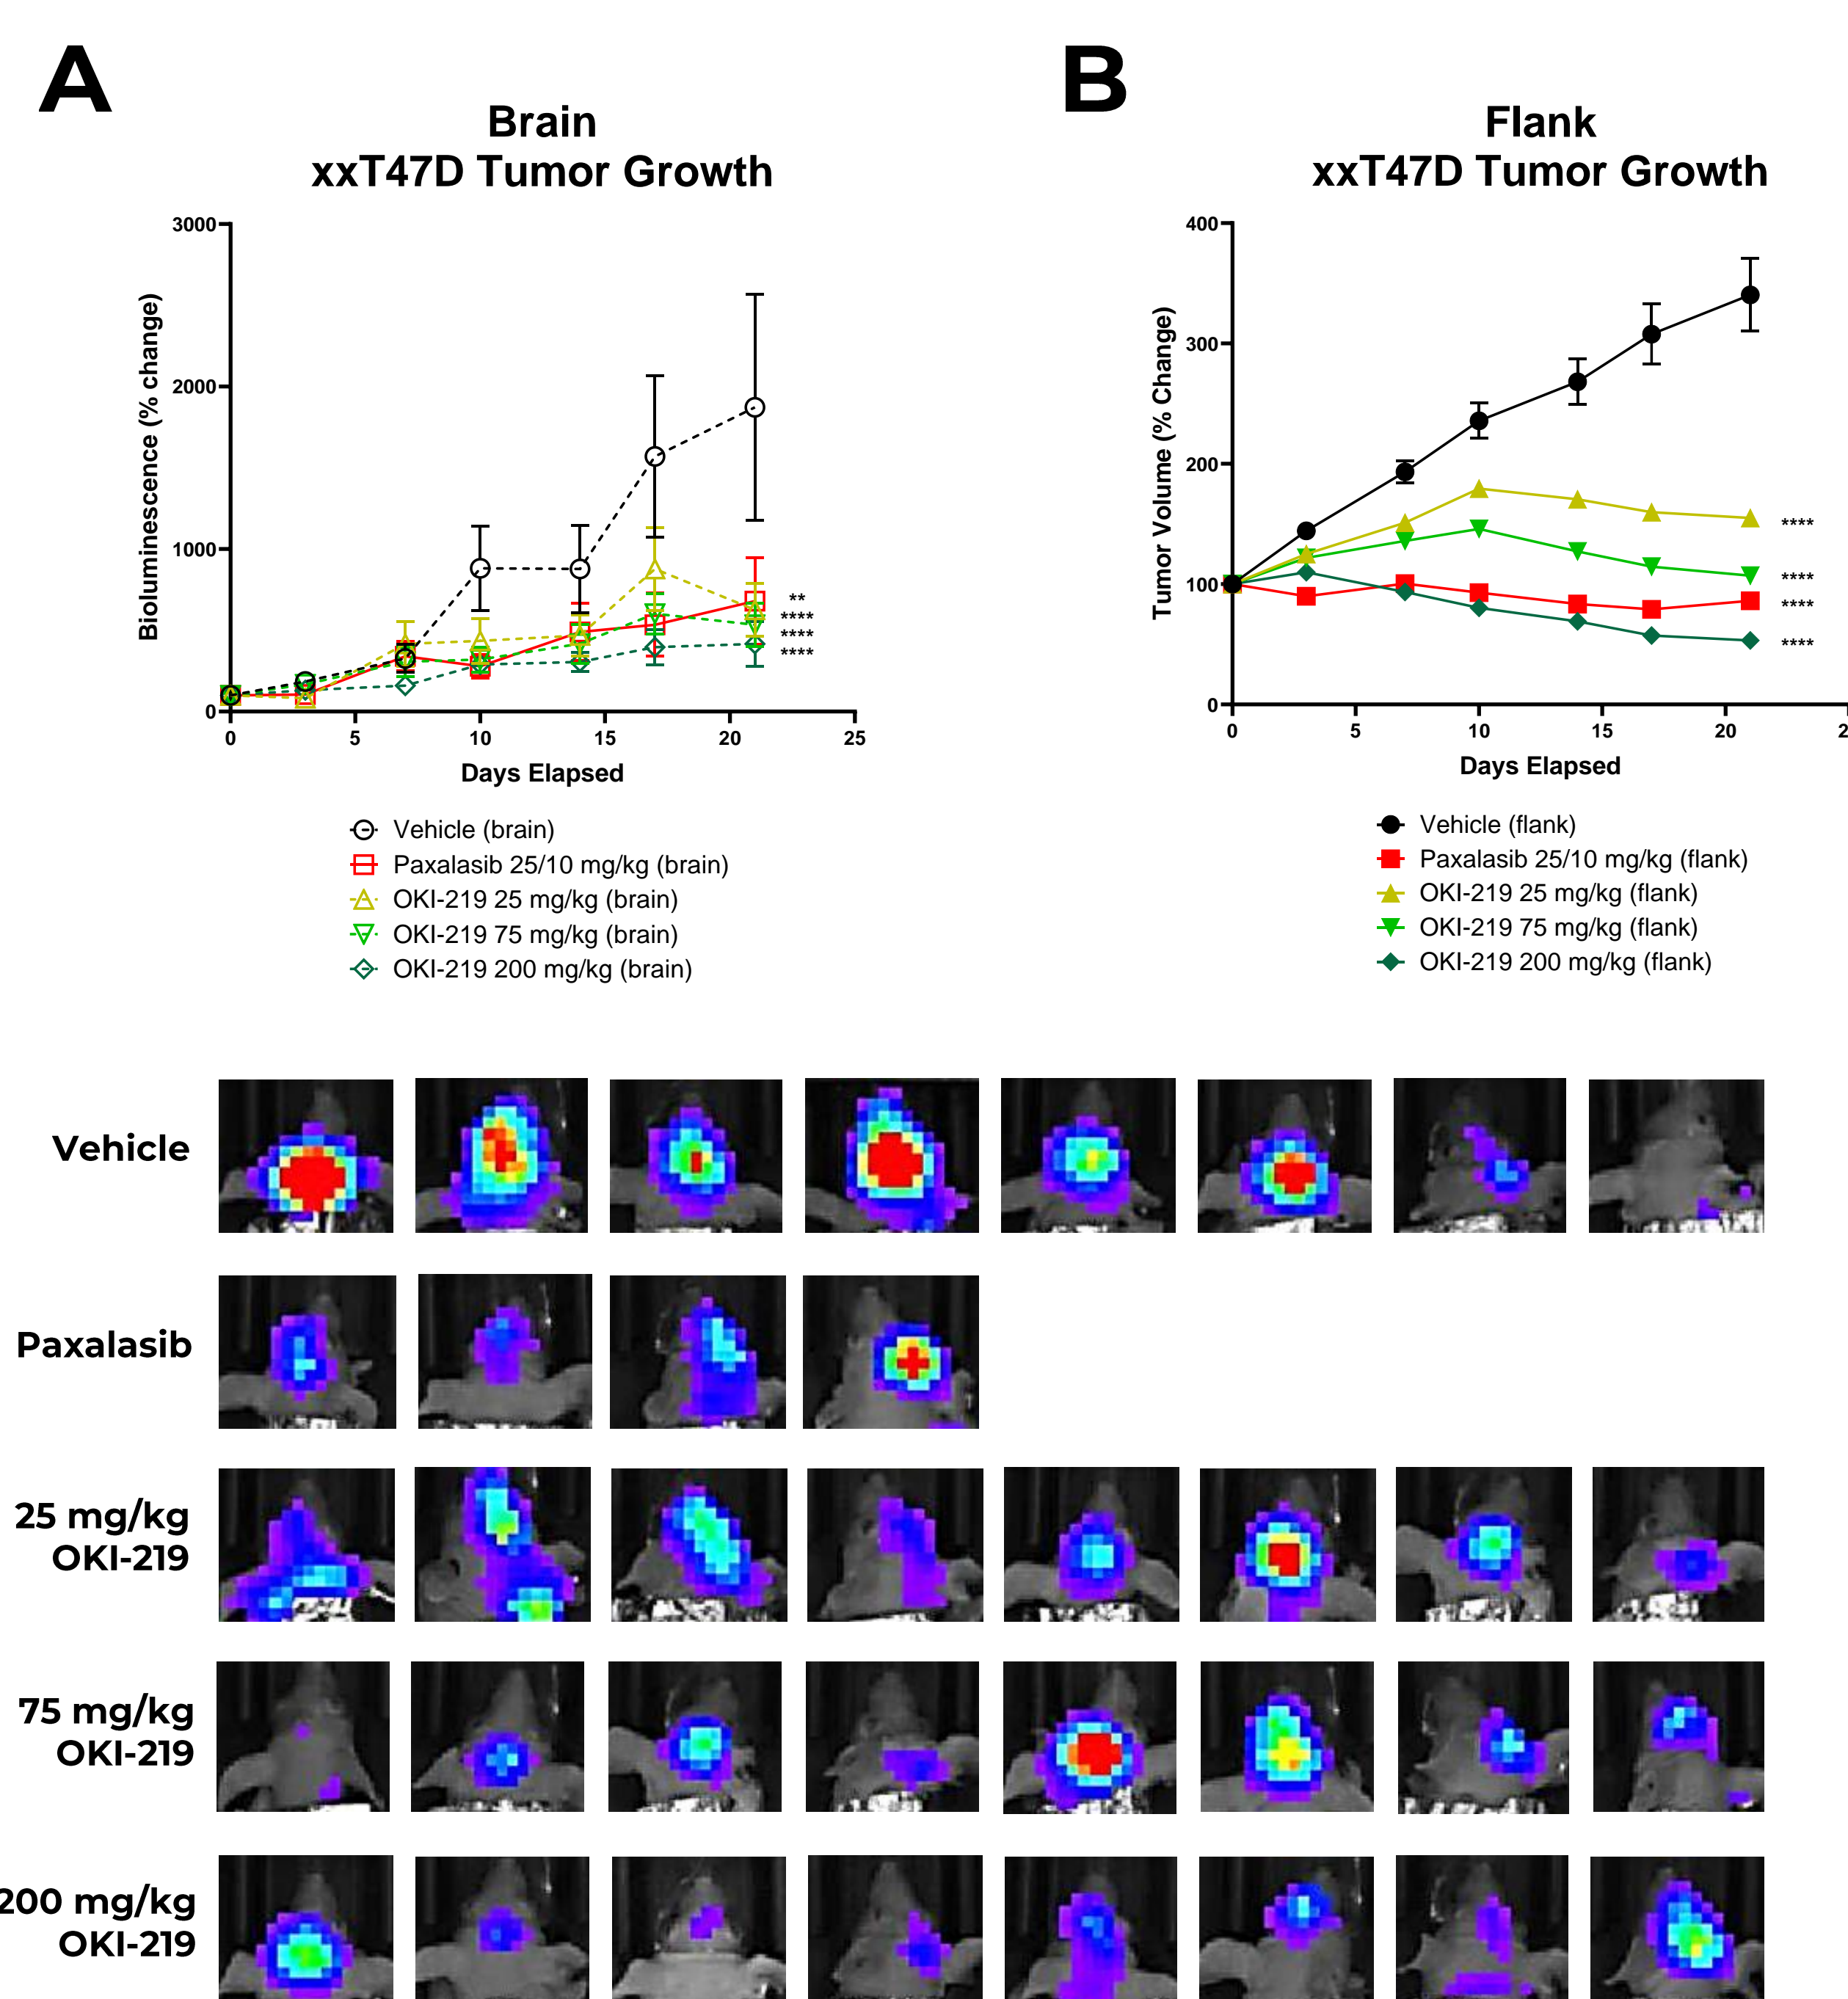 A
Brain
xxT47D Tumor Growth
Bioluminescence (% change)
3000
2000
1000
0
0 5 10 15 20 25
Days Elapsed
**
****
****
****
Vehicle (brain)
Paxalasib 25/10 mg/kg (brain)
OKI-219 25 mg/kg (brain)
OKI-219 75 mg/kg (brain)
OKI-219 200 mg/kg (brain)
B
Flank
xxT47D Tumor Growth
Tumor Volume (% Change)
400
300
200
100
0
0 5 10 15 20 2
Days Elapsed
****
****
****
****
Vehicle (flank)
Paxalasib 25/10 mg/kg (flank)
OKI-219 25 mg/kg (flank)
OKI-219 75 mg/kg (flank)
OKI-219 200 mg/kg (flank)
Vehicle
Paxalasib
25 mg/kg
OKI-219
75 mg/kg
OKI-219
200 mg/kg
OKI-219